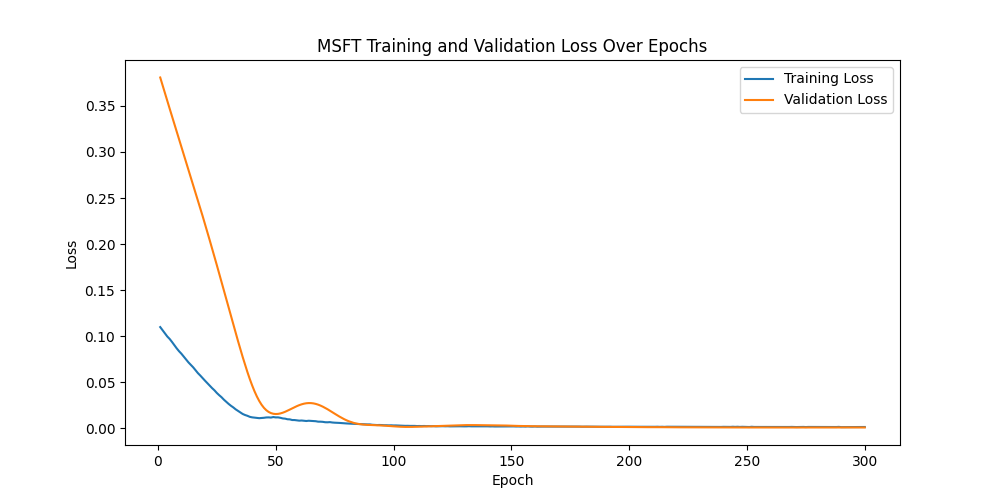 MSFT Training and Validation Loss Over Epochs
Training Loss
Validation Loss
0.35
0.30
0.25
0.20
0.15
0.10
0.05
0.00
Loss
0 50 100 150 200 250 300
Epoch